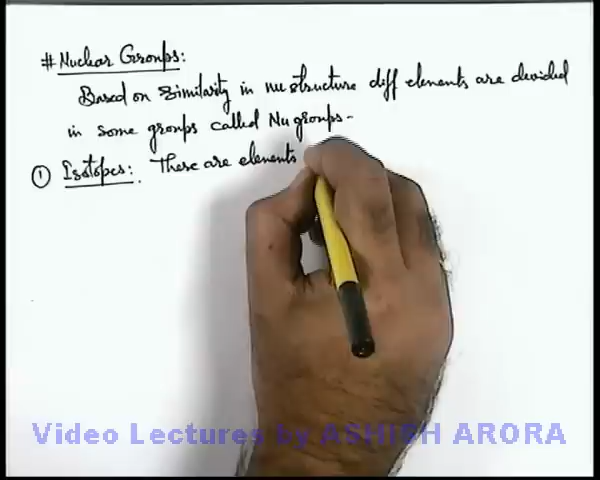 # Nuclear Groups:
Based on similarity in nu structure diff elements are devided
in some groups called Nu groups-
① Isotopes: These are elements
Video Lectures by ASHISH ARORA